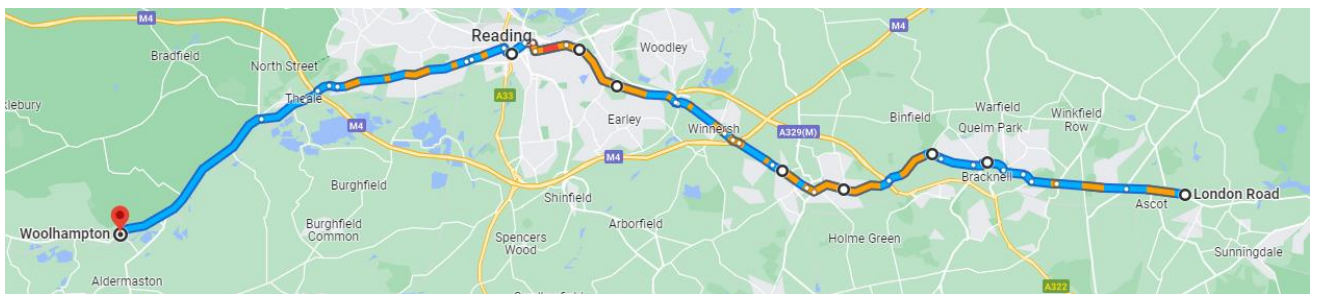 M4
M4
Bradfield
Reading
Woodley
North Street
klebury
Theale
A33
Warfield
Binfield
Winkfield
Row
Quelm Park
Earley
Winnersh
A329(M)
M4
M4
Bracknell
Burghfield
Shinfield
London Road
Ascot
Woolhampton
Burghfield
Common
Arborfield
Spencers
Wood
Holme Green
Sunningdale
Aldermaston
A322